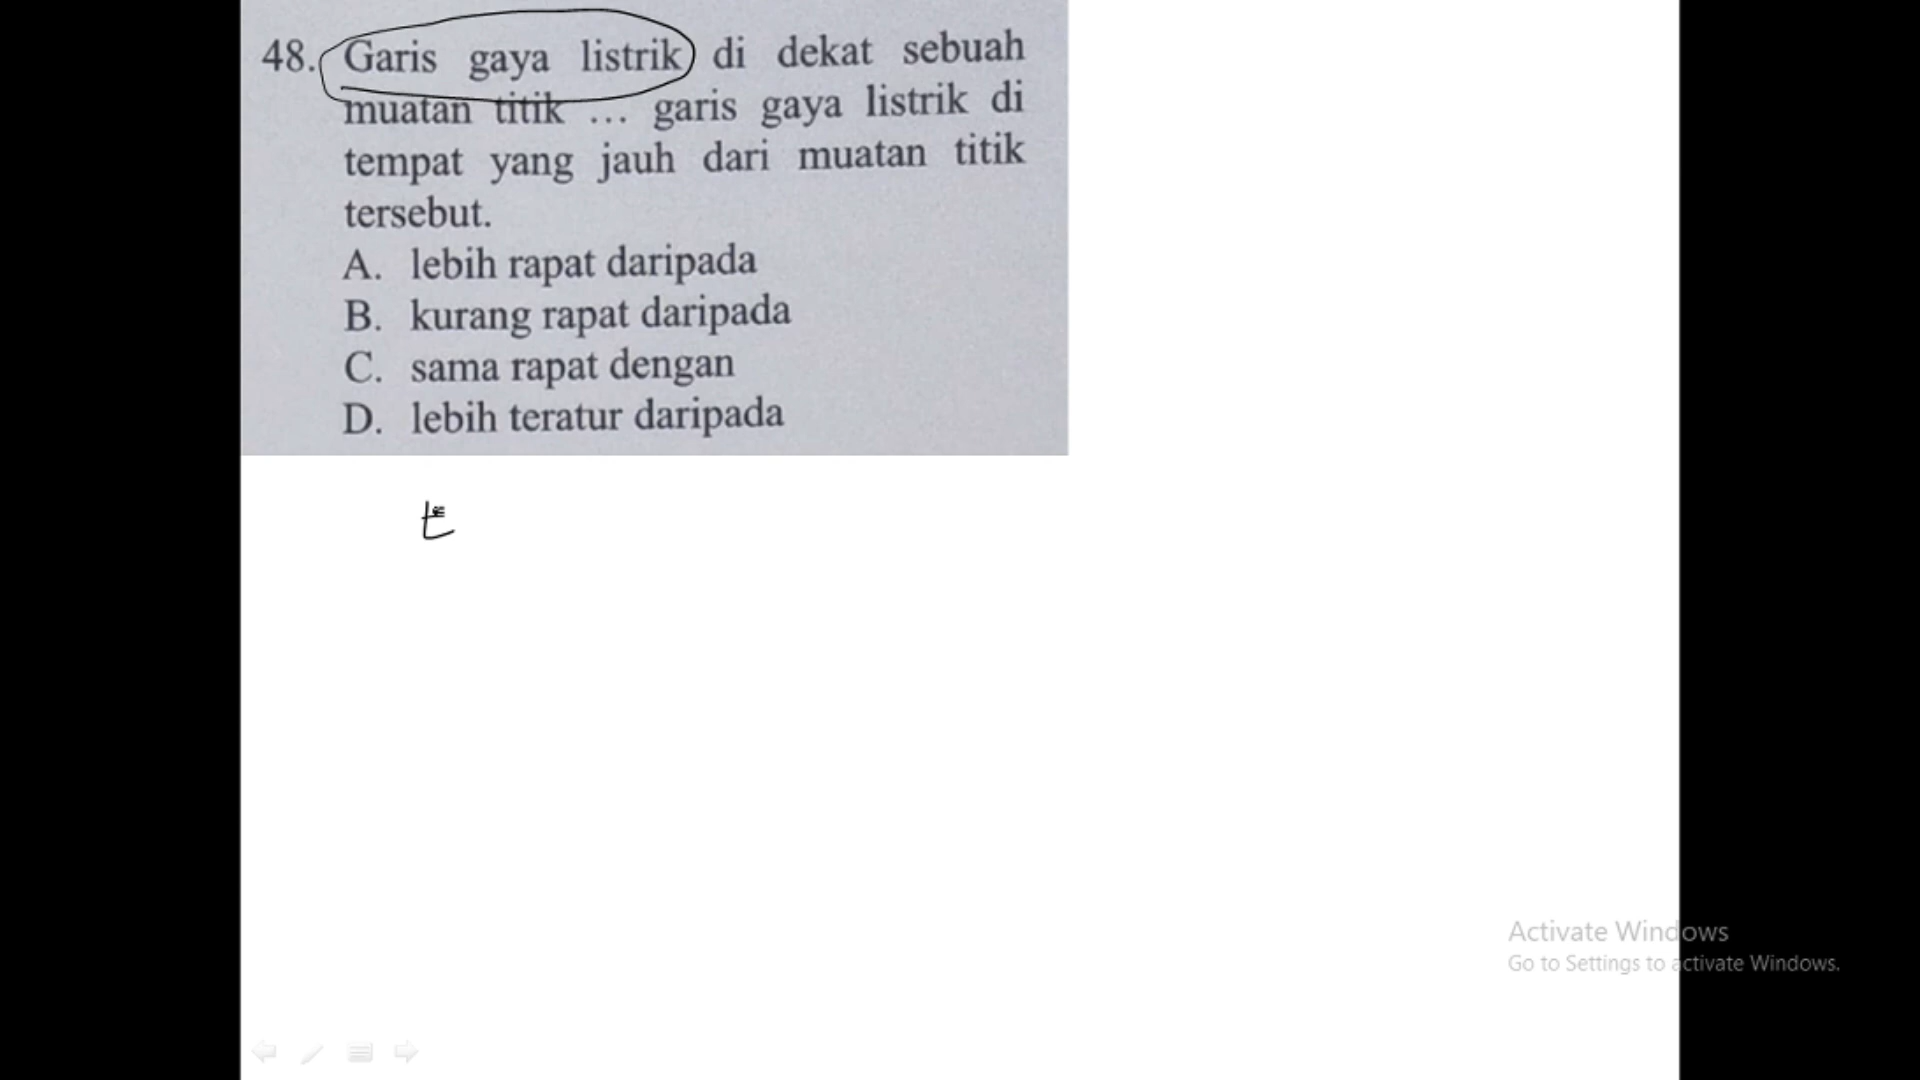 48. Garis gaya listrik di dekat sebuah
muatan titik ... garis gaya listrik di
tempat yang jauh dari muatan titik
tersebut.
A. lebih rapat daripada
B. kurang rapat daripada
C. sama rapat dengan
D. lebih teratur daripada
E
Activate Windows
Go to Settings to activate Windows.